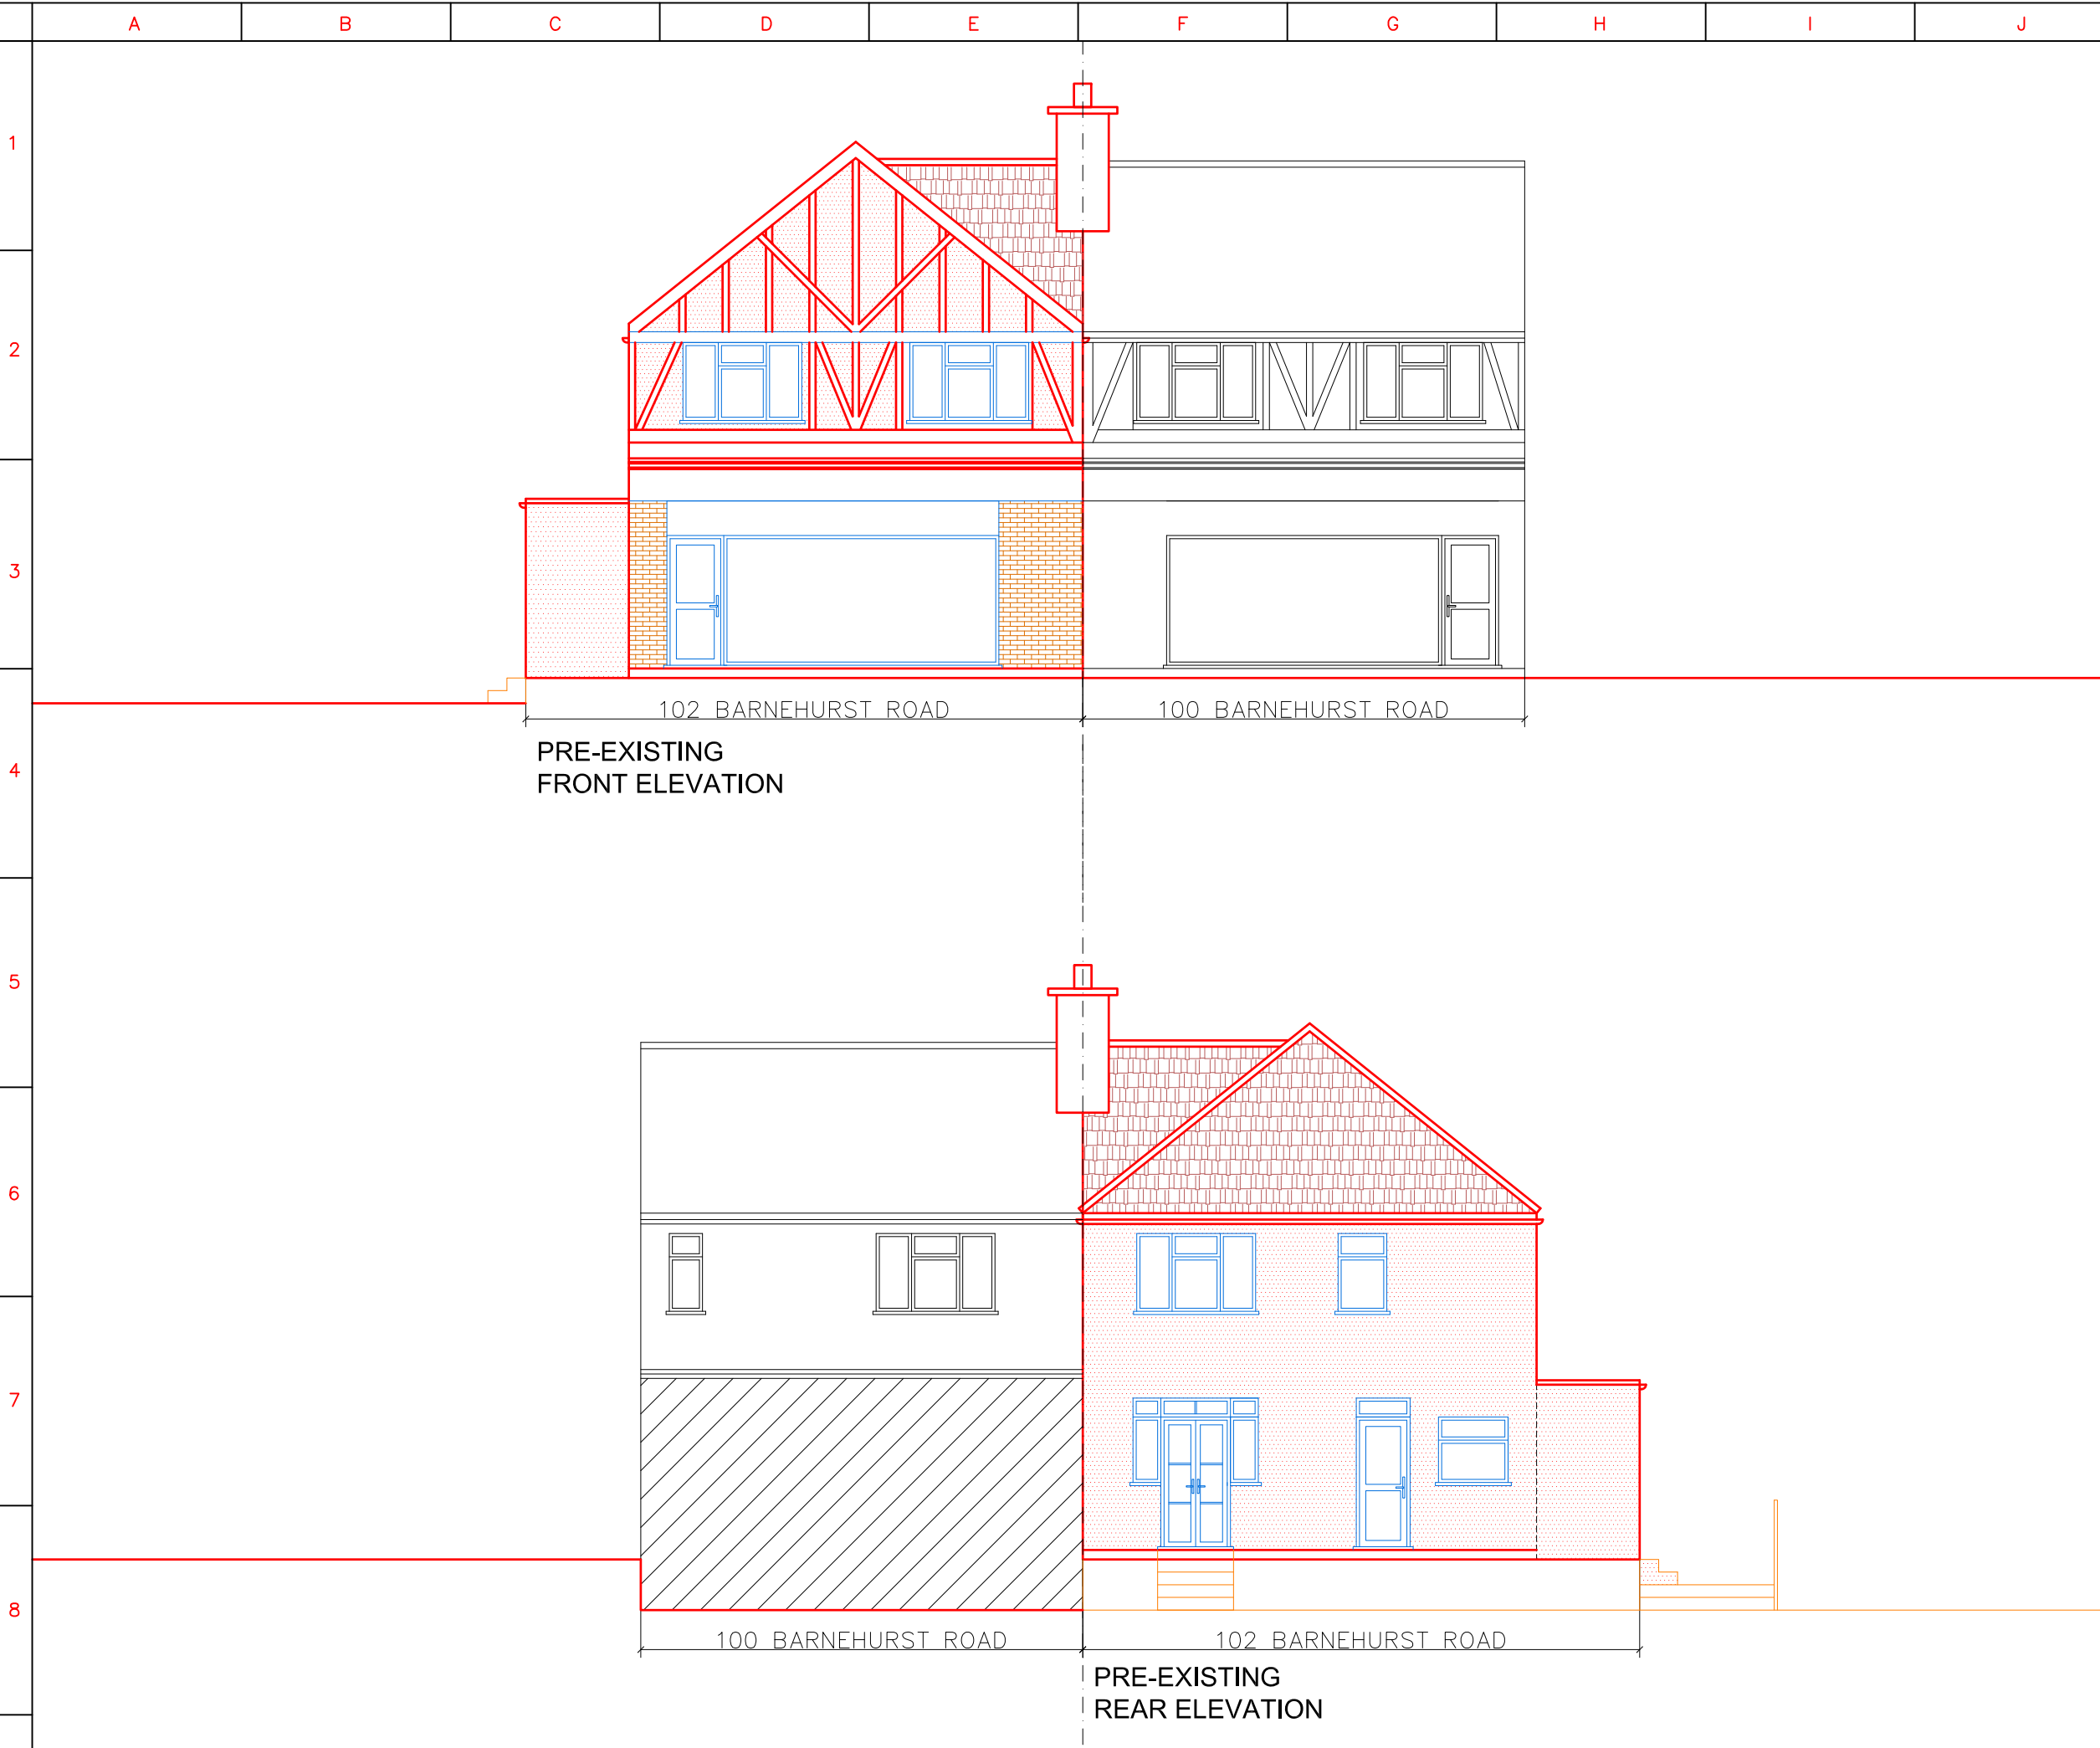 A B C D E F G H I J
1
2
3
102 BARNEHURST ROAD 100 BARNEHURST ROAD
PRE-EXISTING
FRONT ELEVATION
4
5
6
7
8
100 BARNEHURST ROAD 102 BARNEHURST ROAD
PRE-EXISTING
REAR ELEVATION